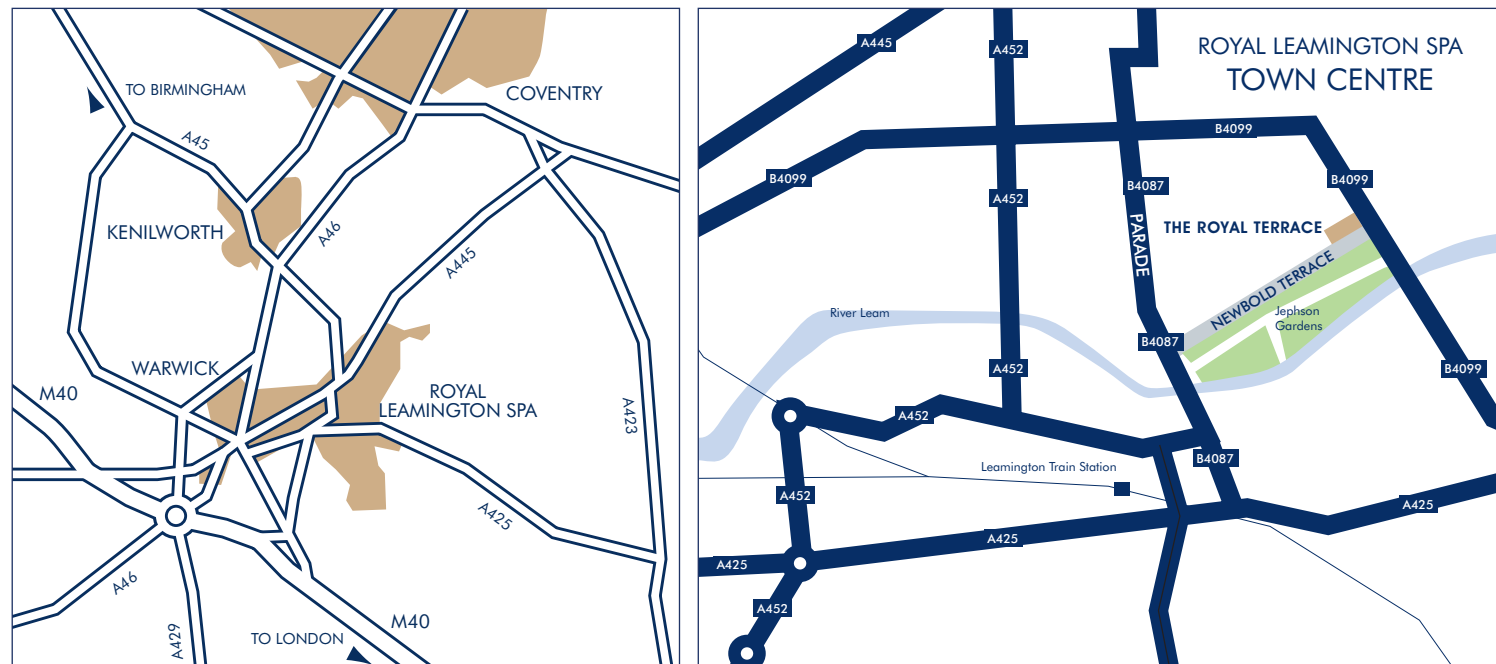 TO BIRMINGHAM
COVENTRY
A45
KENILWORTH
A46
A445
WARWICK
M40
ROYAL
LEAMINGTON SPA
A423
A425
A46
M40
A429
TO LONDON
ROYAL LEAMINGTON SPA
TOWN CENTRE
A445
A452
B4099
B4099
B4099
B4087
A452
PARADE
THE ROYAL TERRACE
NEWBOLD TERRACE
River Leam
Jephson
Gardens
B4087
A452
B4099
A452
B4087
Leamington Train Station
A452
A425
A425
A425
A452